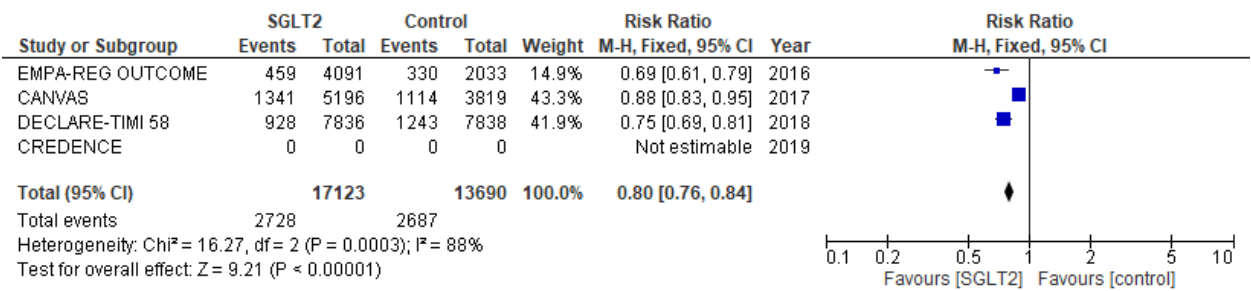 SGLT2 Control Risk Ratio Risk Ratio
Study or Subgroup Events Total Events Total Weight M-H, Fixed, 95% CI Year M-H, Fixed, 95% CI
EMPA-REG OUTCOME 459 4091 330 2033 14.9% 0.69 [0.61, 0.79] 2016
CANVAS 1341 5196 1114 3819 43.3% 0.88 [0.83, 0.95] 2017
DECLARE-TIMI 58 928 7836 1243 7838 41.9% 0.75 [0.69, 0.81] 2018
CREDENCE 0 0 0 0 Not estimable 2019
Total (95% CI) 17123 13690 100.0% 0.80 [0.76, 0.84]
Total events 2728 2687
Heterogeneity: Chi² = 16.27, df = 2 (P = 0.0003); I² = 88%
Test for overall effect: Z = 9.21 (P < 0.00001)
0.1 0.2 0.5 1 2 5 10
Favours [SGLT2] Favours [control]